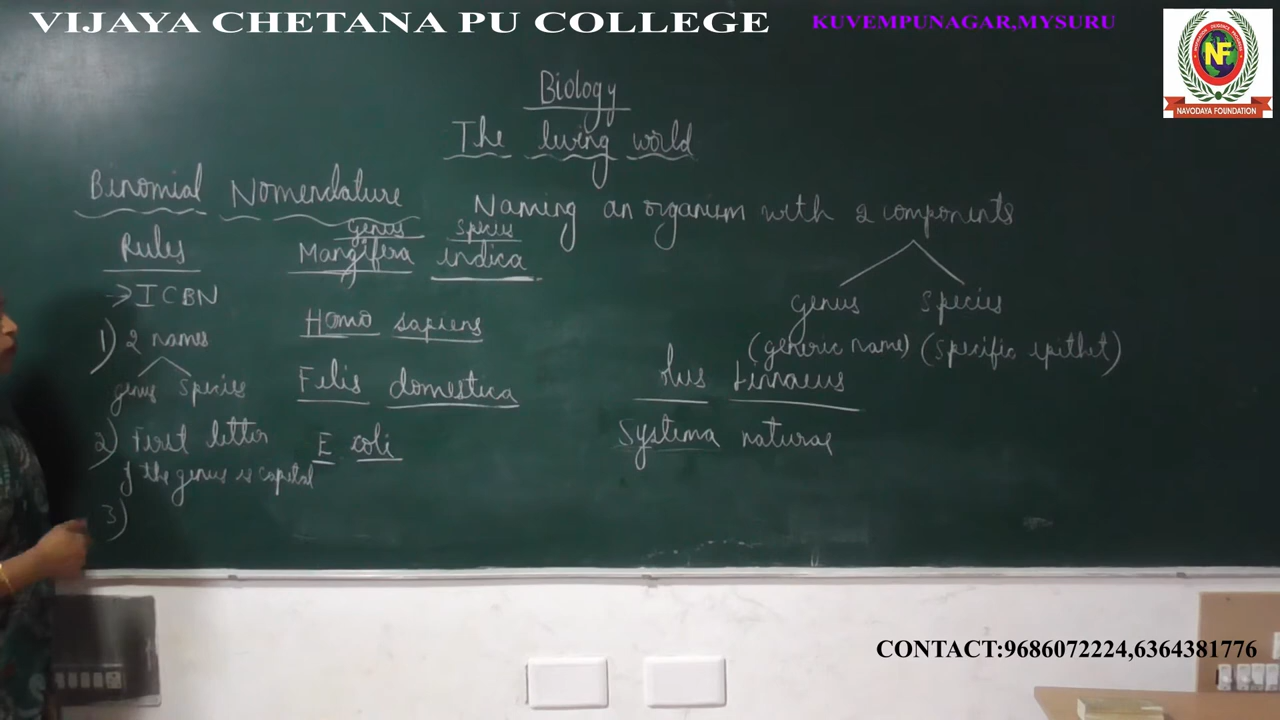 VIJAYA CHETANA PU COLLEGE
KUVEMPUNAGAR,MYSURU
NF
NAVODAYA FOUNDATION
Biology
The living world
Binomial Nomenclature
Naming an organism with 2 components
Genus Species
(generic name) (Specific epithet)
Rules
→ICBN
1) 2 names
genus Species
2) First letter
of the genus is capital
3)
Genus Species
Mangifera indica
Homo sapiens
Felis domestica
E coli
Linnaeus
Systema naturae
CONTACT:9686072224,6364381776